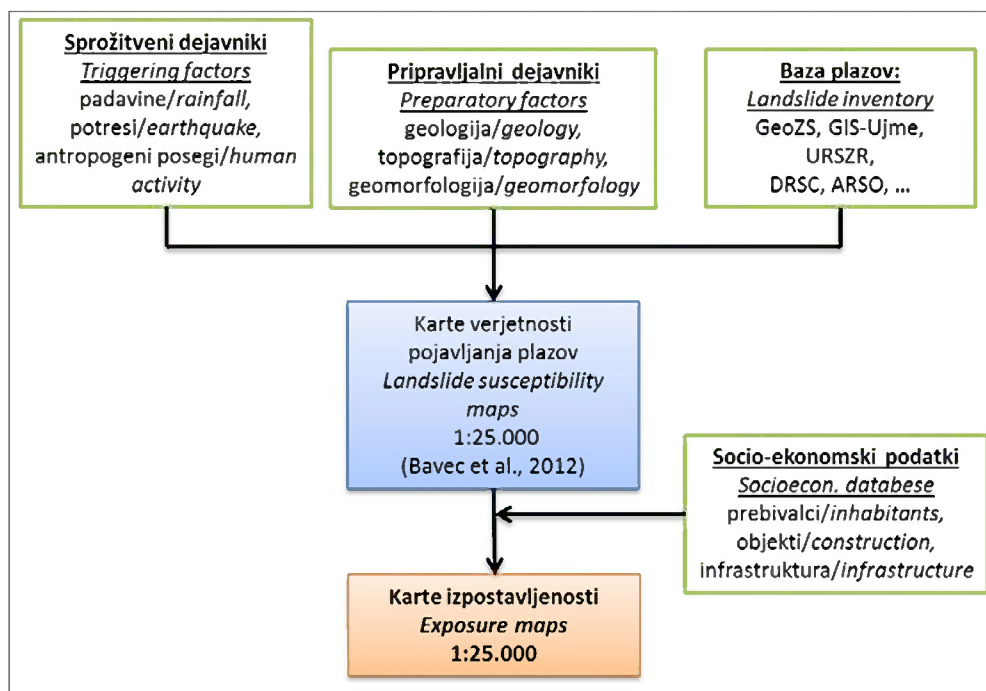 Sprožitveni dejavniki
Triggering factors
padavine/rainfall,
potresi/earthquake,
antropogeni posegi/human
activity
Pripravljalni dejavniki
Preparatory factors
geologija/geology,
topografija/topography,
geomorfologija/geomorfology
Baza plazov:
Landslide inventory
GeoZS, GIS-Ujme,
URSZR,
DRSC, ARSO, ...
Karte verjetnosti
pojavljanja plazov
Landslide susceptibility
maps
1:25.000
(Bavec et al., 2012)
Socio-ekonomski podatki
Socioecon. databese
prebivalci/inhabitants,
objekti/construction,
infrastruktura/infrastructure
Karte izpostavljenosti
Exposure maps
1:25.000